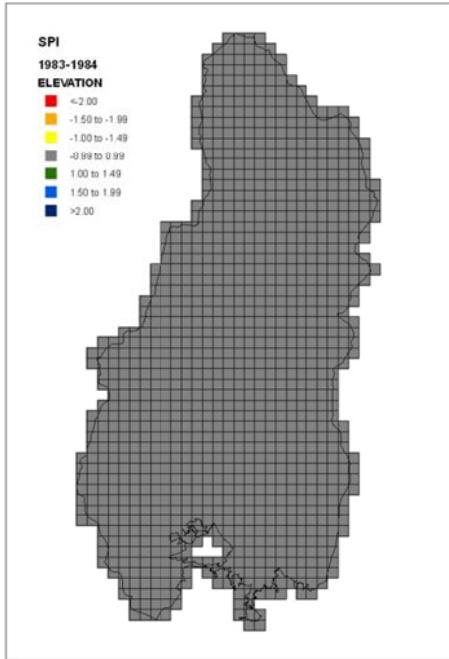 SPI
1983-1984
ELEVATION
<-2.00
-1.50 to -1.99
-1.00 to -1.49
-0.99 to 0.99
1.00 to 1.49
1.50 to 1.99
>2.00